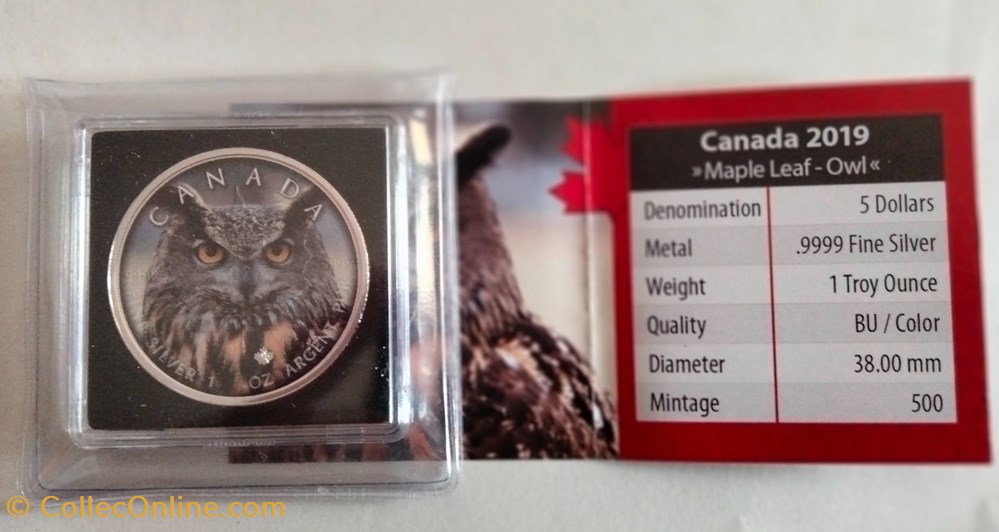 CANADA
SILVER 1 OZ ARGENT
Canada 2019
»Maple Leaf - Owl«
Denomination 5 Dollars
Metal .9999 Fine Silver
Weight 1 Troy Ounce
Quality BU / Color
Diameter 38.00 mm
Mintage 500
© CollecOnline.com